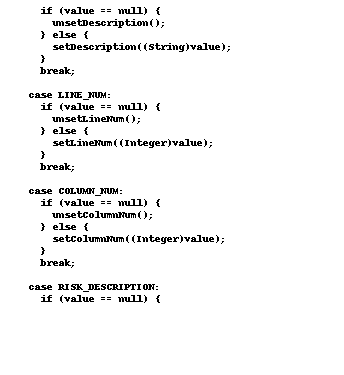 if (value == null) {
unsetDescription();
} else {
setDescription((String)value);
}
break;
case LINE_NUM:
if (value == null) {
unsetLineNum();
} else {
setLineNum((Integer)value);
}
break;
case COLUMN_NUM:
if (value == null) {
unsetColumnNum();
} else {
setColumnNum((Integer)value);
}
break;
case RISK_DESCRIPTION:
if (value == null) {